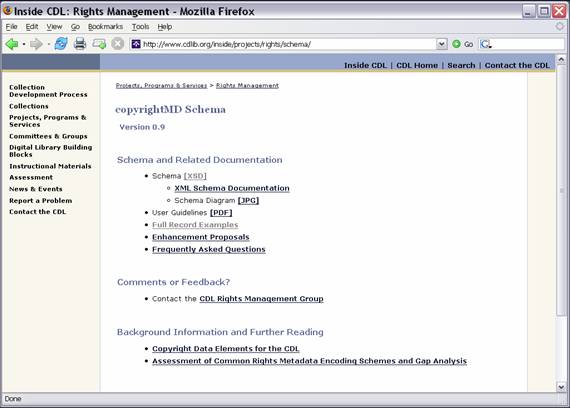 Inside CDL: Rights Management - Mozilla Firefox
File Edit View Go Bookmarks Tools Help
http://www.cdlib.org/inside/projects/rights/schema/ Go
Inside CDL | CDL Home | Search | Contact the CDL
Collection
Development Process
Collections
Projects, Programs &
Services
Committees & Groups
Digital Library Building
Blocks
Instructional Materials
Assessment
News & Events
Report a Problem
Contact the CDL
Projects, Programs & Services > Rights Management
copyrightMD Schema
Version 0.9
Schema and Related Documentation
• Schema [XSD]
XML Schema Documentation
Schema Diagram [JPG]
• User Guidelines [PDF]
• Full Record Examples
• Enhancement Proposals
• Frequently Asked Questions
Comments or Feedback?
• Contact the CDL Rights Management Group
Background Information and Further Reading
• Copyright Data Elements for the CDL
• Assessment of Common Rights Metadata Encoding Schemes and Gap Analysis
Done